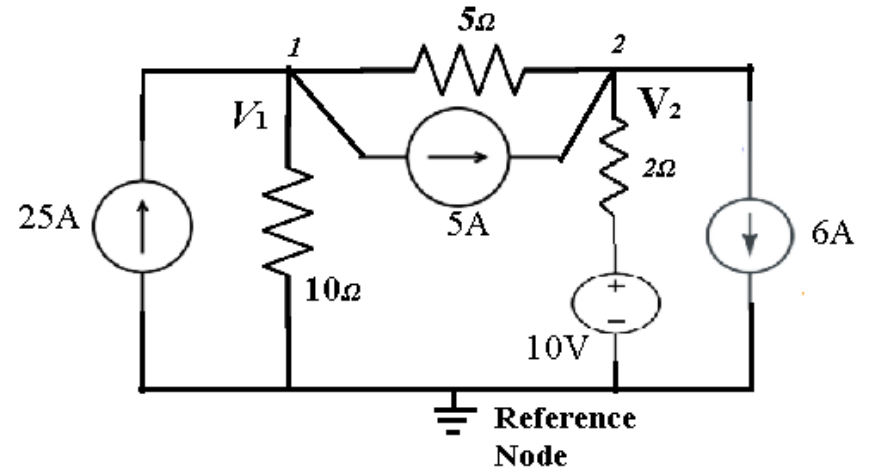 5Ω
1
2
V1
V2
2Ω
25A
5A
6A
10Ω
+
−
10V
Reference
Node